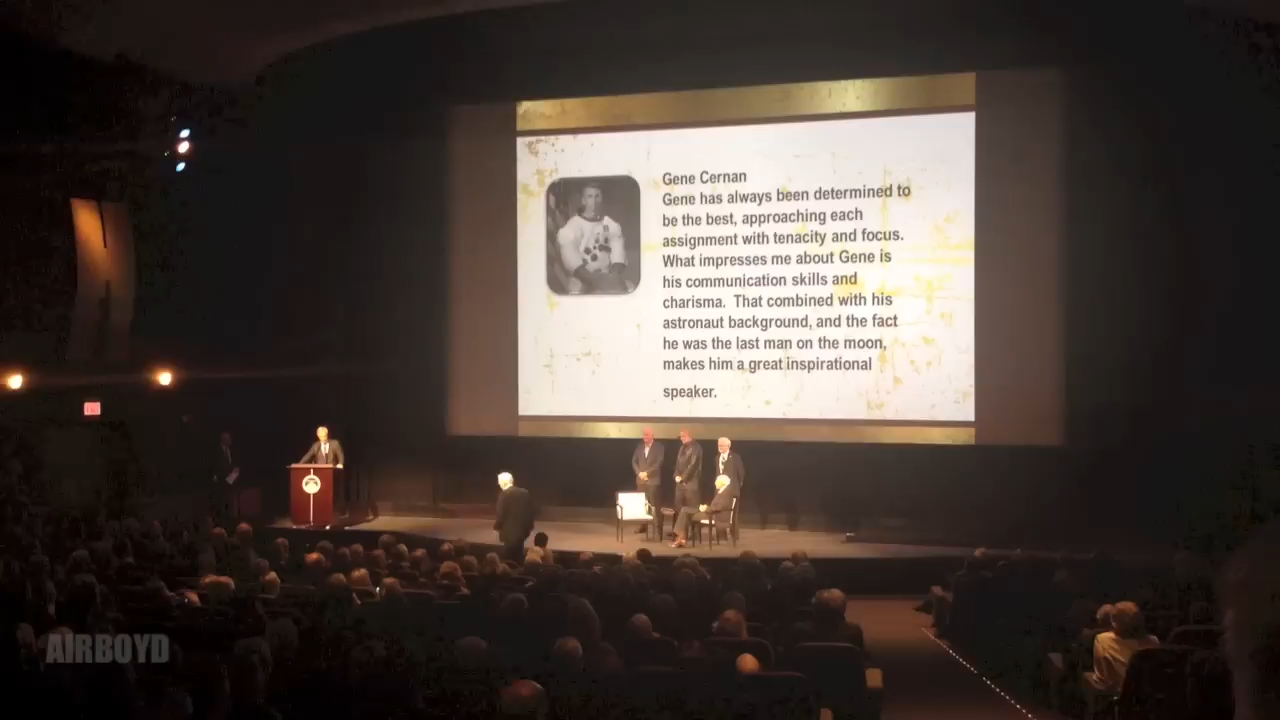 Gene Cernan
Gene has always been determined to
be the best, approaching each
assignment with tenacity and focus.
What impresses me about Gene is
his communication skills and
charisma. That combined with his
astronaut background, and the fact
he was the last man on the moon,
makes him a great inspirational
speaker.
EXIT
AIRBOYD